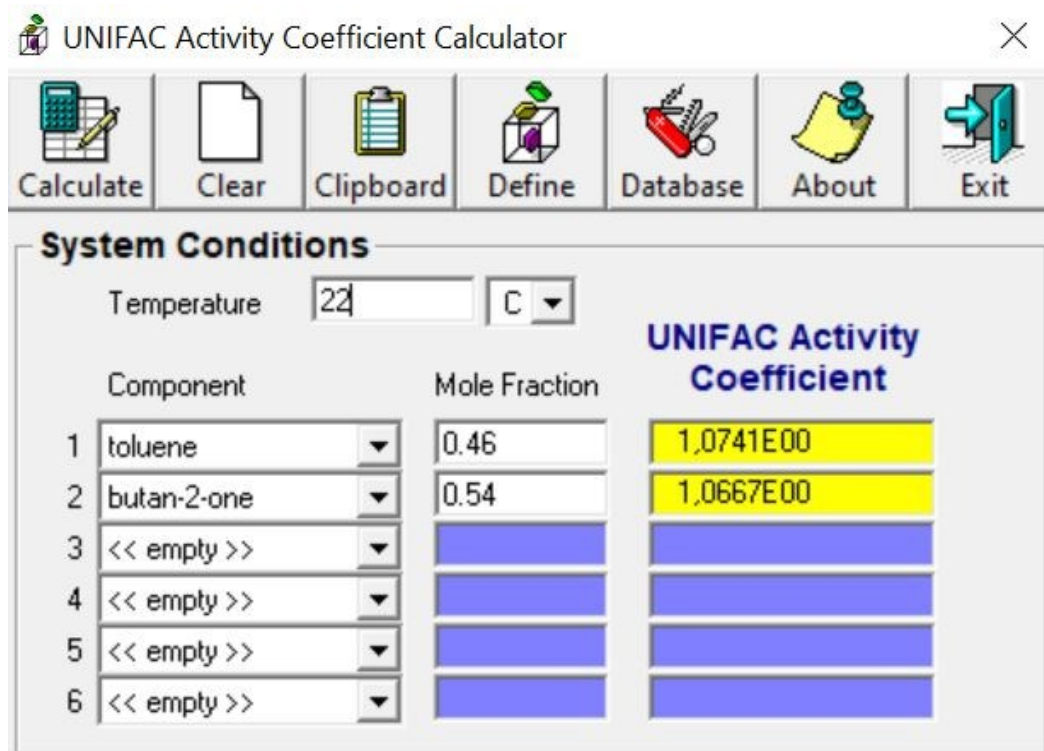 UNIFAC Activity Coefficient Calculator
Calculate Clear Clipboard Define Database About Exit
System Conditions
Temperature 22 C
UNIFAC Activity
Coefficient
Component Mole Fraction
1 toluene 0.46 1,0741E00
2 butan-2-one 0.54 1,0667E00
3 << empty >>
4 << empty >>
5 << empty >>
6 << empty >>